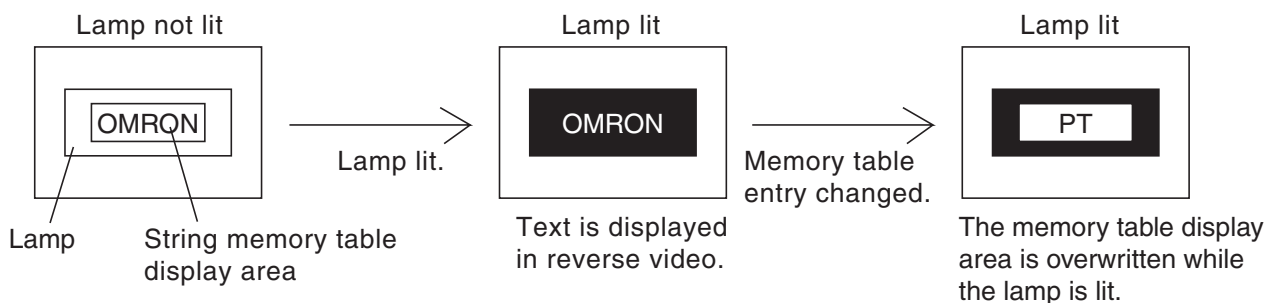 Lamp not lit
OMRON
Lamp
String memory table
display area
Lamp lit.
Lamp lit
OMRON
Text is displayed
in reverse video.
Memory table
entry changed.
Lamp lit
PT
The memory table display
area is overwritten while
the lamp is lit.